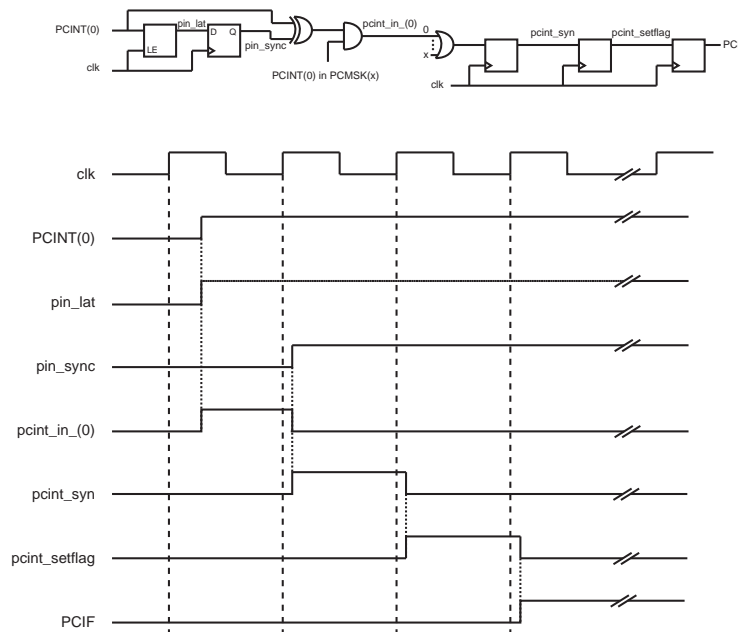 PCINT(0)
LE
clk
pin_lat
D Q
pin_sync
PCINT(0) in PCMSK(x)
pcint_in_(0)
0
x
clk
pcint_syn
pcint_setflag
PC
clk
PCINT(0)
pin_lat
pin_sync
pcint_in_(0)
pcint_syn
pcint_setflag
PCIF